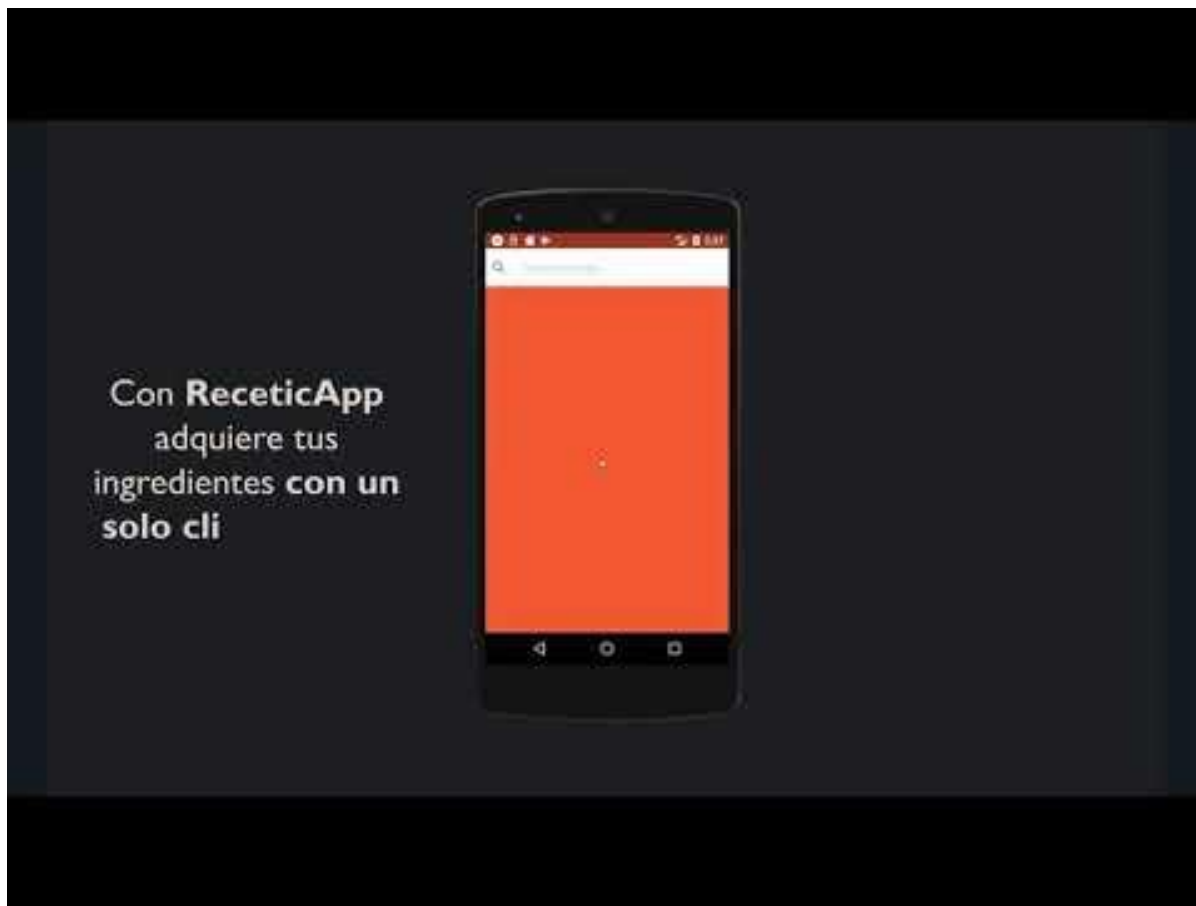 Con ReceticApp
adquiere tus
ingredientes con un
solo cli